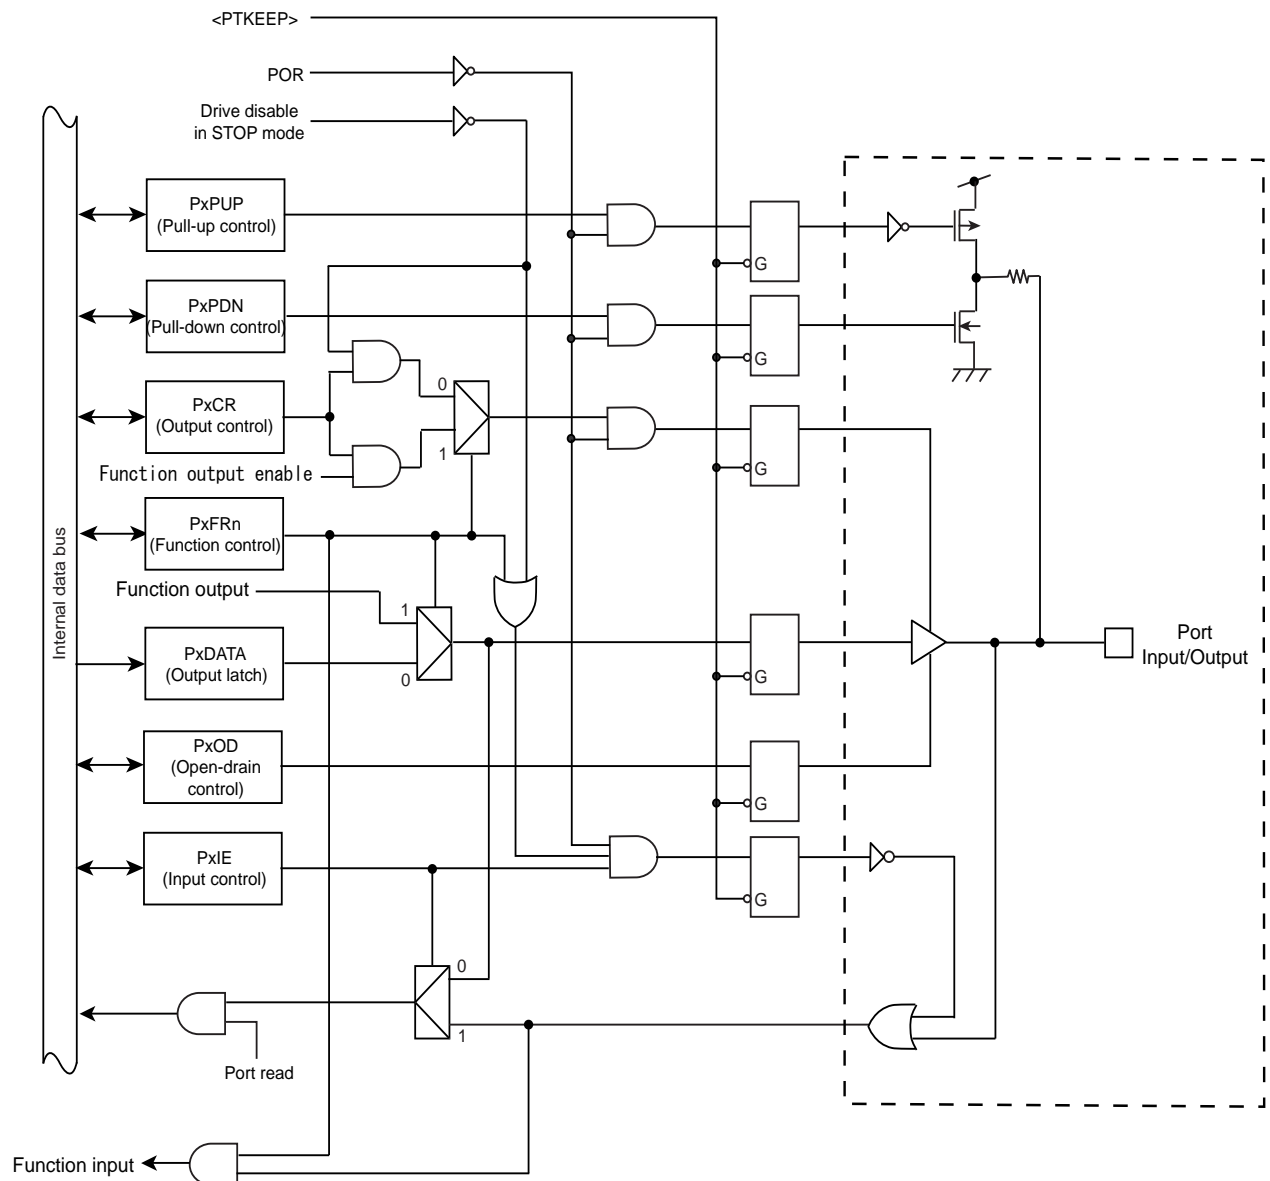 <PTKEEP>
POR
Drive disable
in STOP mode
PxPUP
(Pull-up control)
G
PxPDN
(Pull-down control)
G
PxCR
(Output control)
0
1
G
Function output enable
PxFRn
(Function control)
Internal data bus
Function output
1
PxDATA
(Output latch)
0
G
Port
Input/Output
PxOD
(Open-drain
control)
G
PxIE
(Input control)
G
0
1
Port read
Function input